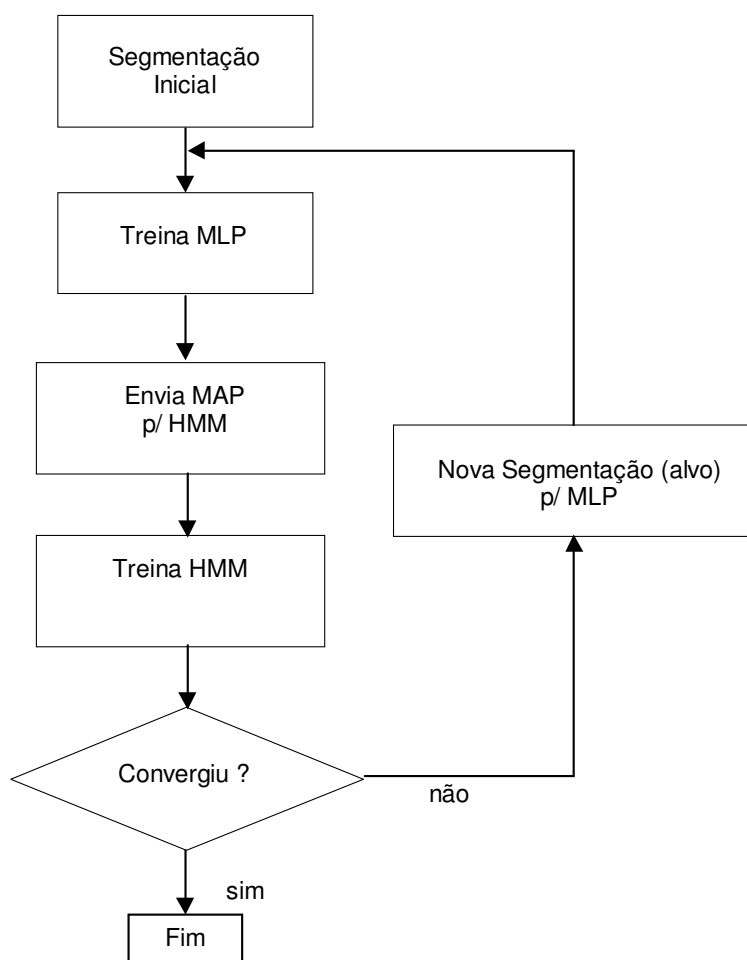 Segmentação
Inicial
Treina MLP
Envia MAP
p/ HMM
Treina HMM
Convergiu ?
não
Nova Segmentação (alvo)
p/ MLP
sim
Fim